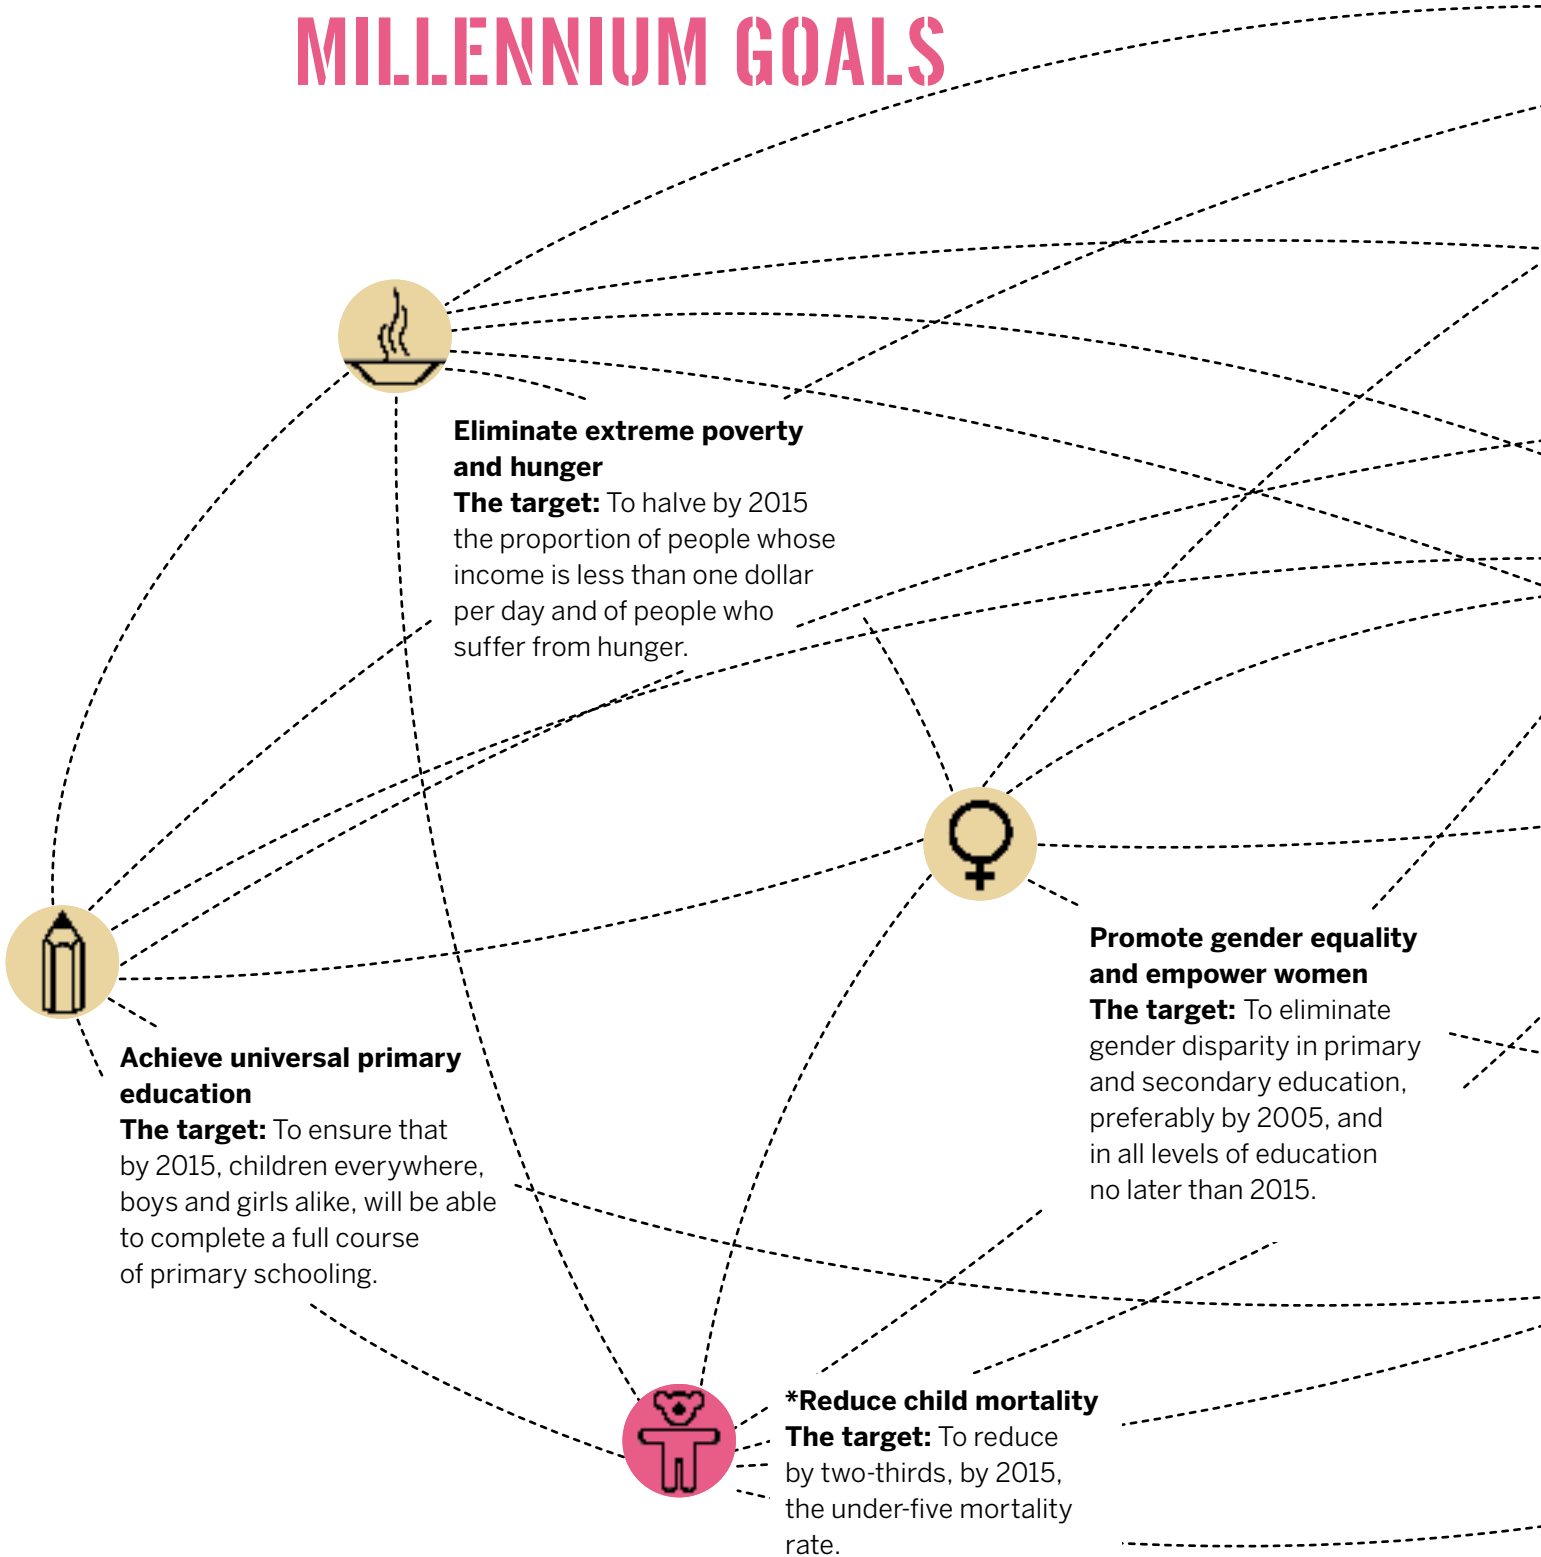 MILLENNIUM GOALS
Eliminate extreme poverty
and hunger
The target: To halve by 2015
the proportion of people whose
income is less than one dollar
per day and of people who
suffer from hunger.
Promote gender equality
and empower women
The target: To eliminate
gender disparity in primary
and secondary education,
preferably by 2005, and
in all levels of education
no later than 2015.
Achieve universal primary
education
The target: To ensure that
by 2015, children everywhere,
boys and girls alike, will be able
to complete a full course
of primary schooling.
*Reduce child mortality
The target: To reduce
by two-thirds, by 2015,
the under-five mortality
rate.